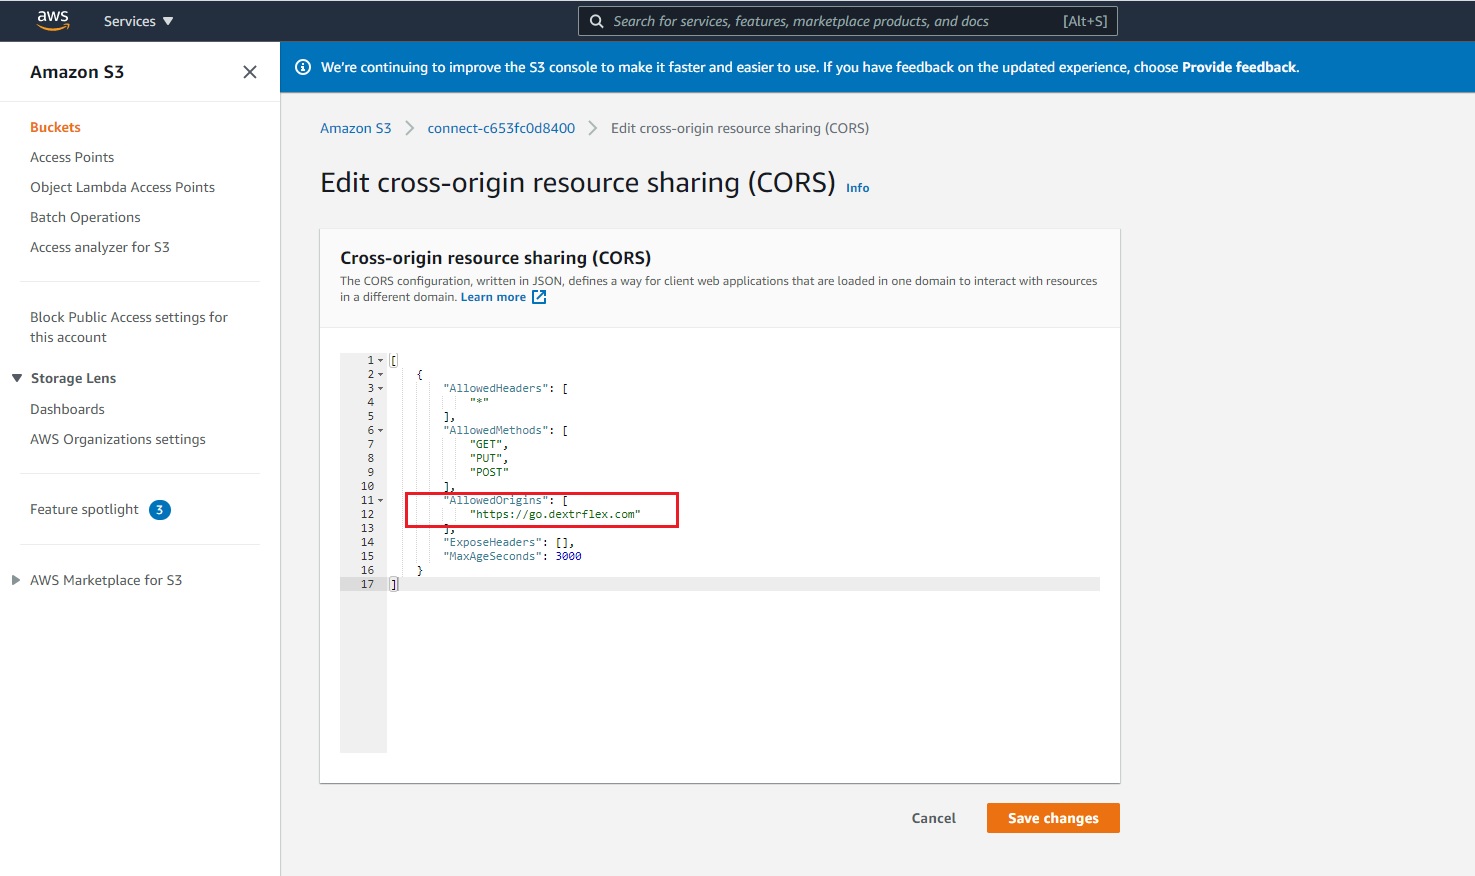 aws
Services
Search for services, features, marketplace products, and docs [Alt+S]
Amazon S3
Buckets
Access Points
Object Lambda Access Points
Batch Operations
Access analyzer for S3
Block Public Access settings for
this account
Storage Lens
Dashboards
AWS Organizations settings
Feature spotlight 3
AWS Marketplace for S3
We're continuing to improve the S3 console to make it faster and easier to use. If you have feedback on the updated experience, choose Provide feedback.
Amazon S3 connect-c653fc0d8400 Edit cross-origin resource sharing (CORS)
Edit cross-origin resource sharing (CORS) Info
Cross-origin resource sharing (CORS)
The CORS configuration, written in JSON, defines a way for client web applications that are loaded in one domain to interact with resources
in a different domain. Learn more
1 [
2 {
3 "AllowedHeaders": [
4 "*"
5 ],
6 "AllowedMethods": [
7 "GET",
8 "PUT",
9 "POST"
10 ],
11 "AllowedOrigins": [
12 "https://go.dextrflex.com"
13 ],
14 "ExposeHeaders": [],
15 "MaxAgeSeconds": 3000
16 }
17 ]
Cancel Save changes